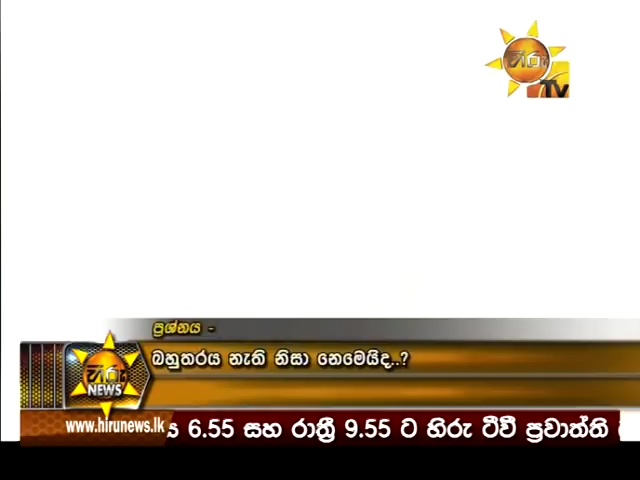 හිරු
TV
ප්‍රශ්නය -
බහුතරය නැති නිසා නෙමෙයිද..?
හිරු
NEWS
www.hirunews.lk
ය 6.55 සහ රාත්‍රී 9.55 ට හිරු ටීවී ප්‍රවෘත්ති